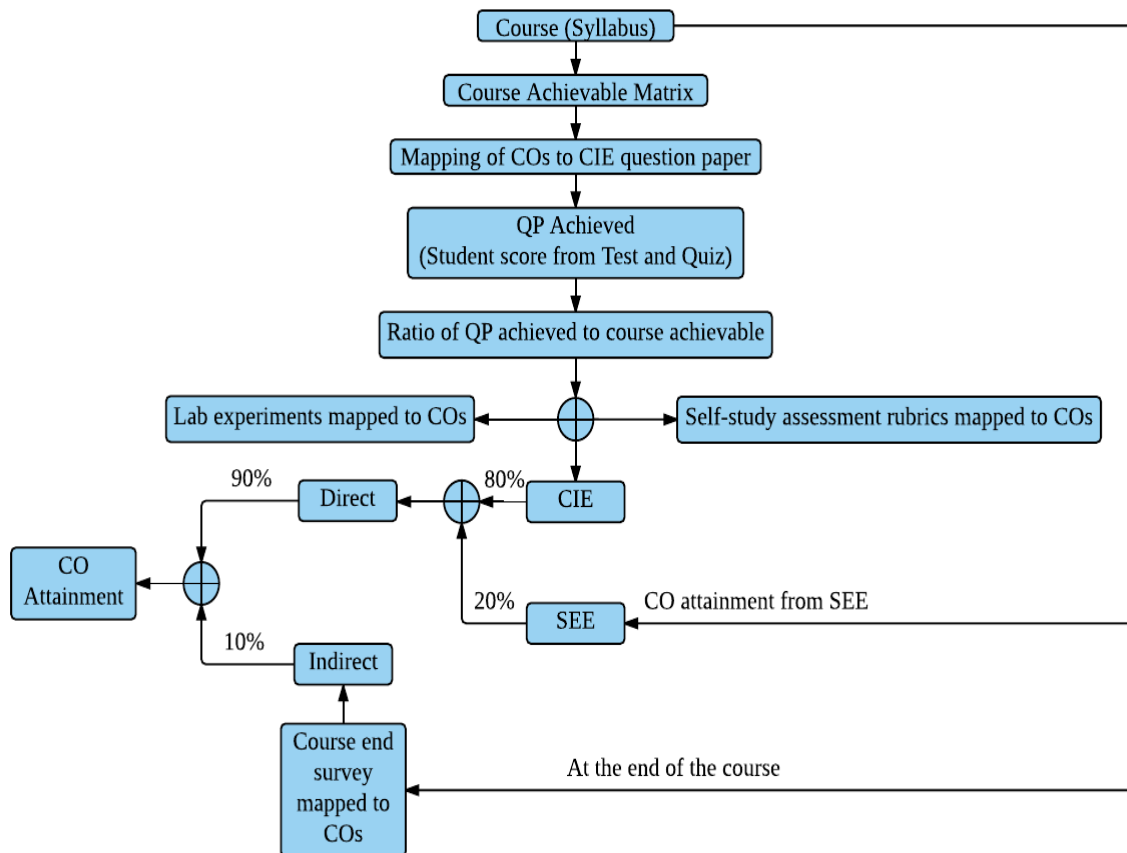 Course (Syllabus)
Course Achievable Matrix
Mapping of COs to CIE question paper
QP Achieved
(Student score from Test and Quiz)
Ratio of QP achieved to course achievable
Lab experiments mapped to COs
Self-study assessment rubrics mapped to COs
90%
Direct
80%
CIE
CO
Attainment
20%
SEE
CO attainment from SEE
10%
Indirect
Course end
survey
mapped to
COs
At the end of the course